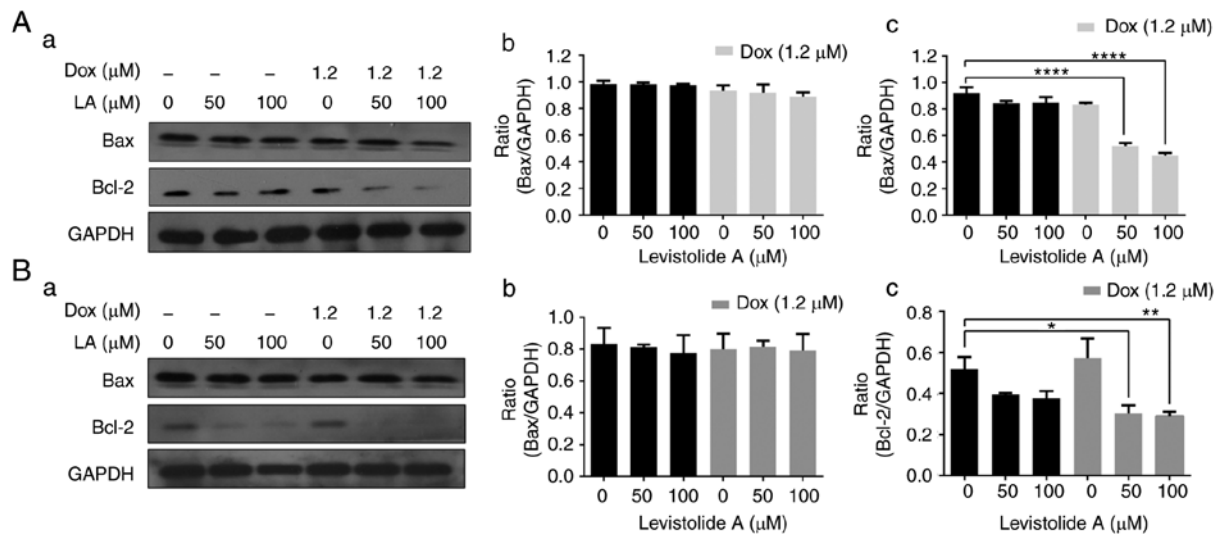 A
a
Dox (μM) – – – 1.2 1.2 1.2
LA (μM) 0 50 100 0 50 100
Bax
Bcl-2
GAPDH
b
Dox (1.2 μM)
Ratio
(Bax/GAPDH)
1.2
1.0
0.8
0.6
0.4
0.2
0.0
0 50 100 0 50 100
Levistolide A (μM)
c
Dox (1.2 μM)
Ratio
(Bax/GAPDH)
1.2
1.0
0.8
0.6
0.4
0.2
0.0
****
****
0 50 100 0 50 100
Levistolide A (μM)
B
a
Dox (μM) – – – 1.2 1.2 1.2
LA (μM) 0 50 100 0 50 100
Bax
Bcl-2
GAPDH
b
Dox (1.2 μM)
Ratio
(Bax/GAPDH)
1.0
0.8
0.6
0.4
0.2
0.0
0 50 100 0 50 100
Levistolide A (μM)
c
Dox (1.2 μM)
Ratio
(Bcl-2/GAPDH)
0.8
0.6
0.4
0.2
0.0
**
*
0 50 100 0 50 100
Levistolide A (μM)